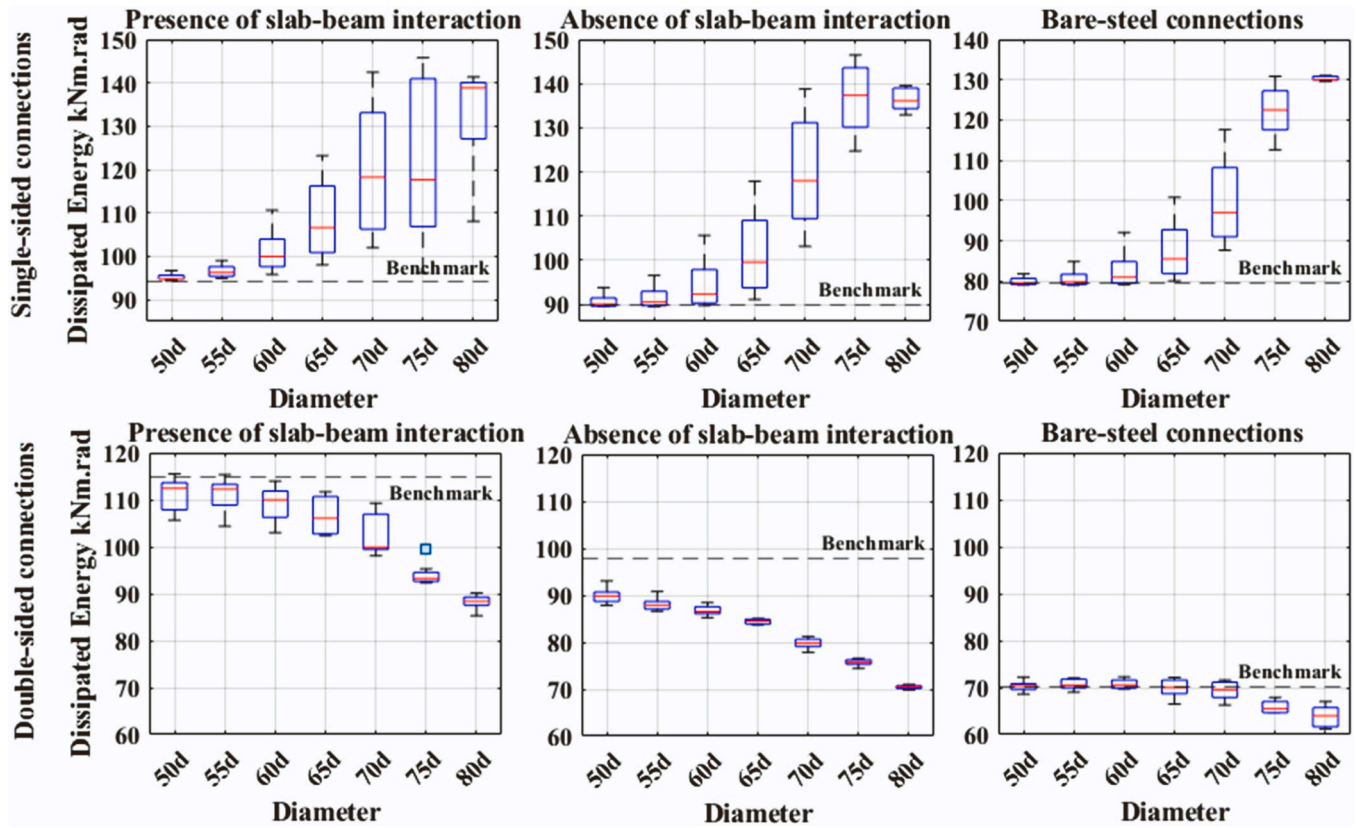 Single-sided connections
Dissipated Energy kNm.rad
Presence of slab-beam interaction
150
140
130
120
110
100
90
Benchmark
50d 55d 60d 65d 70d 75d 80d
Diameter
Absence of slab-beam interaction
150
140
130
120
110
100
90
Benchmark
50d 55d 60d 65d 70d 75d 80d
Diameter
Bare-steel connections
140
130
120
110
100
90
80
70
Benchmark
50d 55d 60d 65d 70d 75d 80d
Diameter
Double-sided connections
Dissipated Energy kNm.rad
Presence of slab-beam interaction
120
110
100
90
80
70
60
Benchmark
50d 55d 60d 65d 70d 75d 80d
Diameter
Absence of slab-beam interaction
120
110
100
90
80
70
60
Benchmark
50d 55d 60d 65d 70d 75d 80d
Diameter
Bare-steel connections
120
110
100
90
80
70
60
Benchmark
50d 55d 60d 65d 70d 75d 80d
Diameter